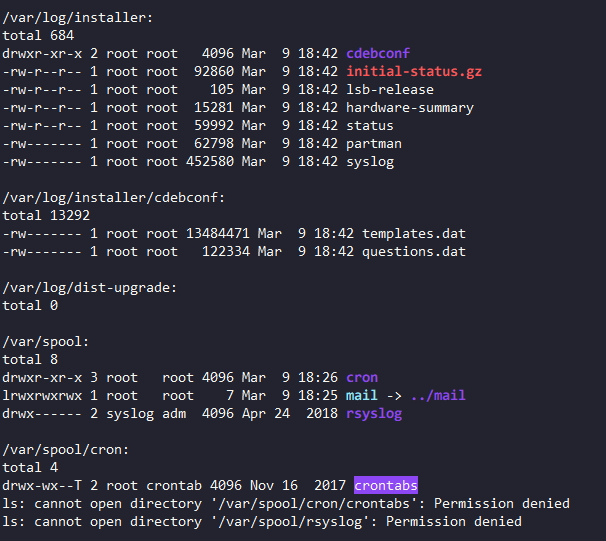 /var/log/installer:
total 684
drwxr-xr-x 2 root root   4096 Mar  9 18:42 cdebconf
-rw-r--r-- 1 root root  92860 Mar  9 18:42 initial-status.gz
-rw-r--r-- 1 root root    105 Mar  9 18:42 lsb-release
-rw-r--r-- 1 root root  15281 Mar  9 18:42 hardware-summary
-rw-r--r-- 1 root root  59992 Mar  9 18:42 status
-rw------- 1 root root  62798 Mar  9 18:42 partman
-rw------- 1 root root 452580 Mar  9 18:42 syslog

/var/log/installer/cdebconf:
total 13292
-rw------- 1 root root 13484471 Mar  9 18:42 templates.dat
-rw------- 1 root root   122334 Mar  9 18:42 questions.dat

/var/log/dist-upgrade:
total 0

/var/spool:
total 8
drwxr-xr-x 3 root   root 4096 Mar  9 18:26 cron
lrwxrwxrwx 1 root   root    7 Mar  9 18:25 mail -> ../mail
drwx------ 2 syslog adm  4096 Apr 24  2018 rsyslog

/var/spool/cron:
total 4
drwx-wx--T 2 root crontab 4096 Nov 16  2017 crontabs
ls: cannot open directory '/var/spool/cron/crontabs': Permission denied
ls: cannot open directory '/var/spool/rsyslog': Permission denied